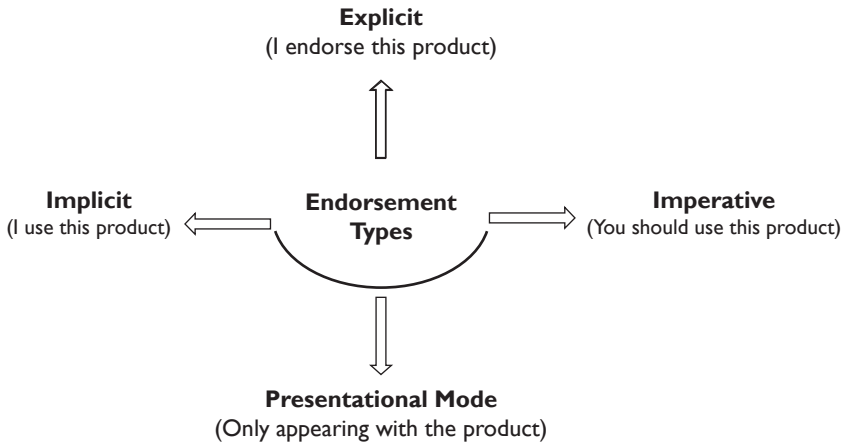 Explicit
(I endorse this product)
Implicit
(I use this product)
Endorsement
Types
Imperative
(You should use this product)
Presentational Mode
(Only appearing with the product)